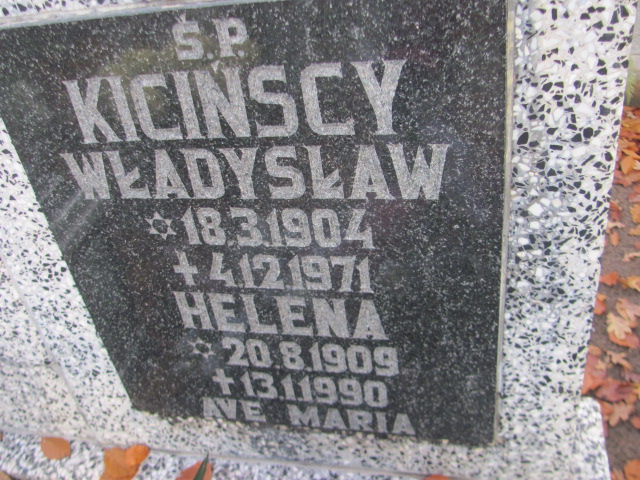 Ś.P.
KICIŃSCY
WŁADYSŁAW
✡ 18.3.1904
✝ 4.12.1971
HELENA
✡ 20.8.1909
✝ 13.1.1990
AVE MARIA